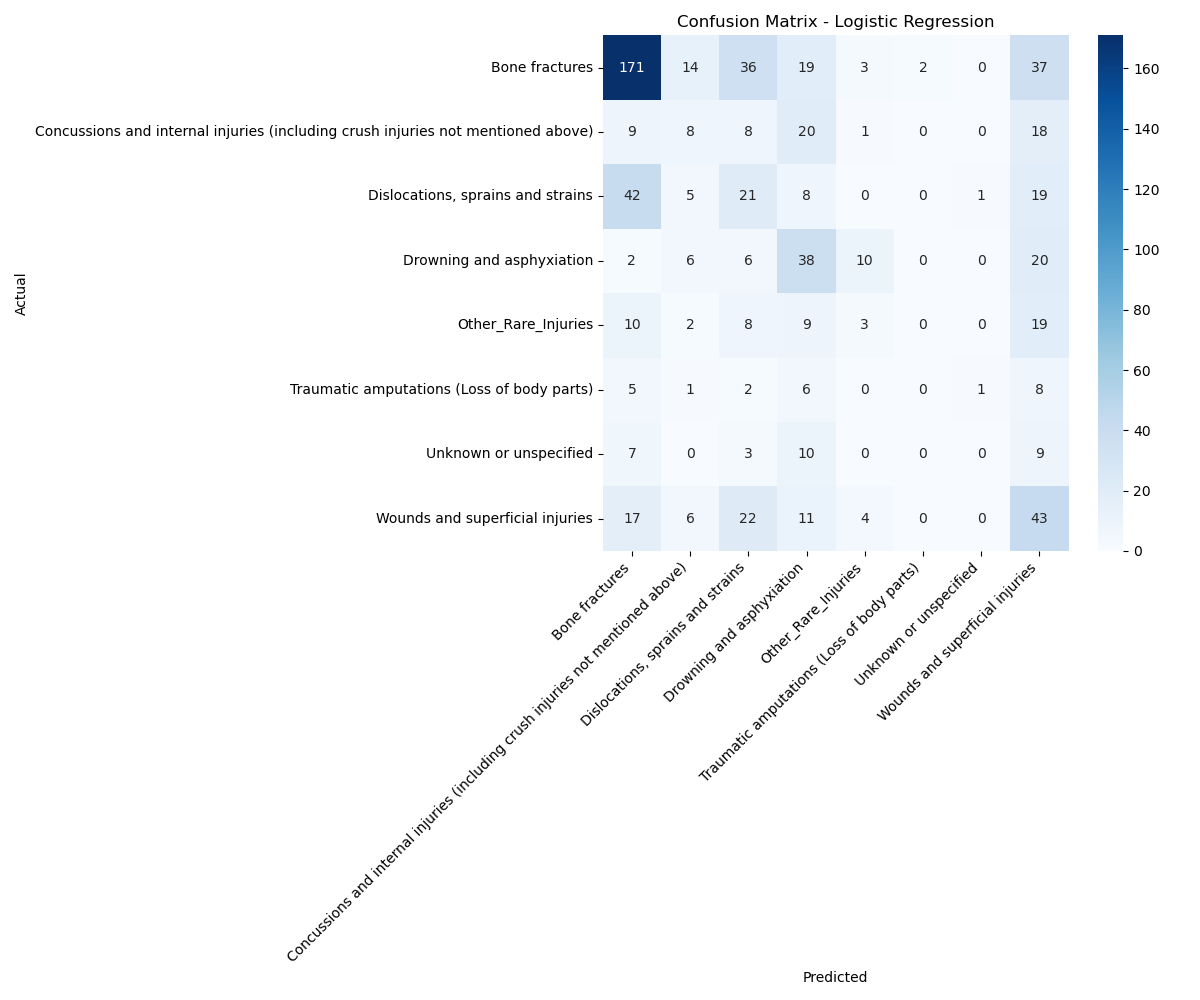 Confusion Matrix - Logistic Regression
Actual
Bone fractures 171 14 36 19 3 2 0 37
Concussions and internal injuries (including crush injuries not mentioned above) 9 8 8 20 1 0 0 18
Dislocations, sprains and strains 42 5 21 8 0 0 1 19
Drowning and asphyxiation 2 6 6 38 10 0 0 20
Other_Rare_Injuries 10 2 8 9 3 0 0 19
Traumatic amputations (Loss of body parts) 5 1 2 6 0 0 1 8
Unknown or unspecified 7 0 3 10 0 0 0 9
Wounds and superficial injuries 17 6 22 11 4 0 0 43
Bone fractures
Concussions and internal injuries (including crush injuries not mentioned above)
Dislocations, sprains and strains
Drowning and asphyxiation
Other_Rare_Injuries
Traumatic amputations (Loss of body parts)
Unknown or unspecified
Wounds and superficial injuries
Predicted
160
140
120
100
80
60
40
20
0